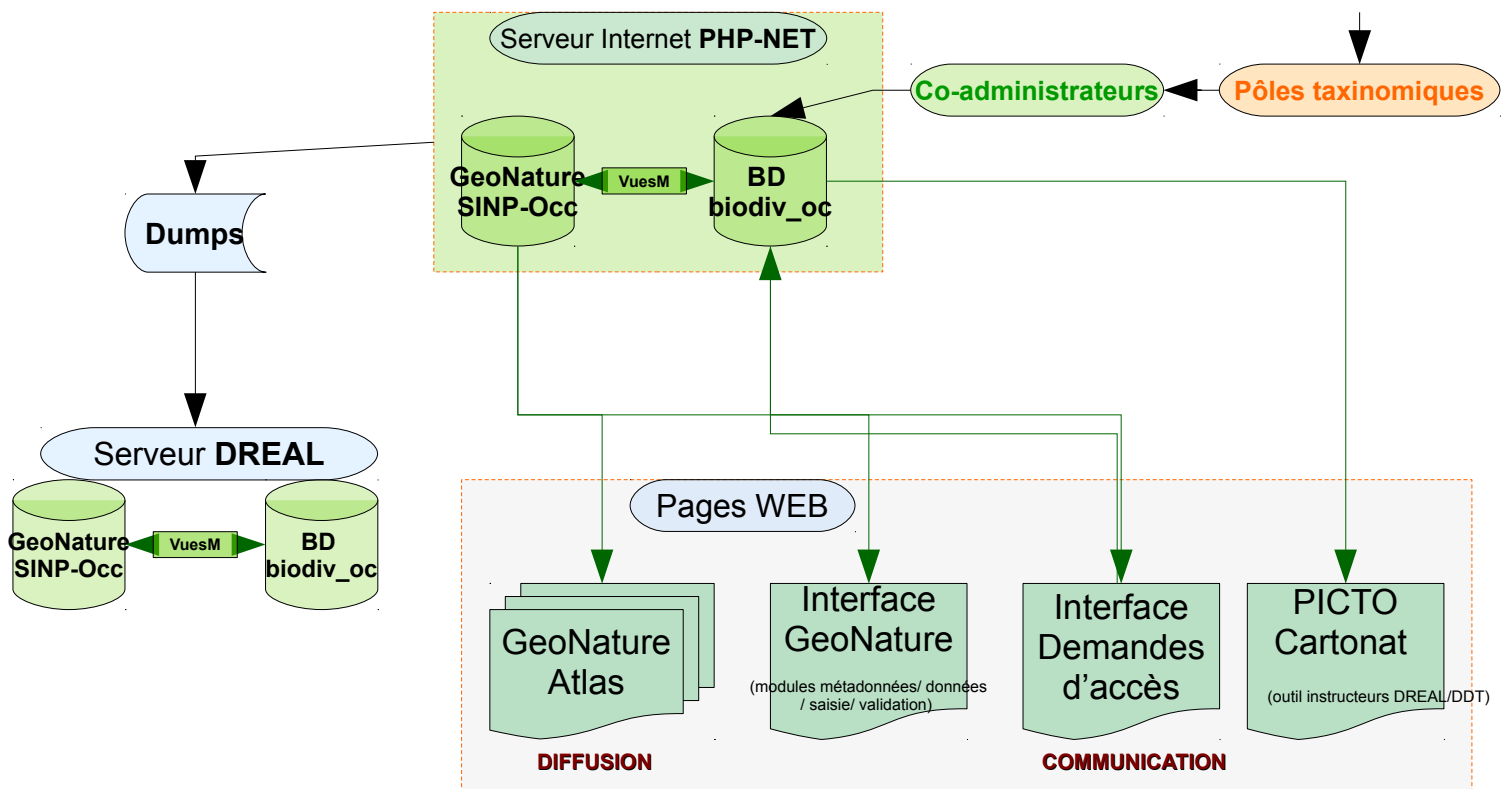 Serveur Internet PHP-NET
Co-administrateurs
Pôles taxinomiques
GeoNature
SINP-Occ
VuesM
BD
biodiv_oc
Dumps
Serveur DREAL
GeoNature
SINP-Occ
VuesM
BD
biodiv_oc
Pages WEB
GeoNature
Atlas
Interface
GeoNature
(modules métadonnées/ données
/ saisie/ validation)
Interface
Demandes
d’accès
PICTO
Cartonat
(outil instructeurs DREAL/DDT)
DIFFUSION
COMMUNICATION